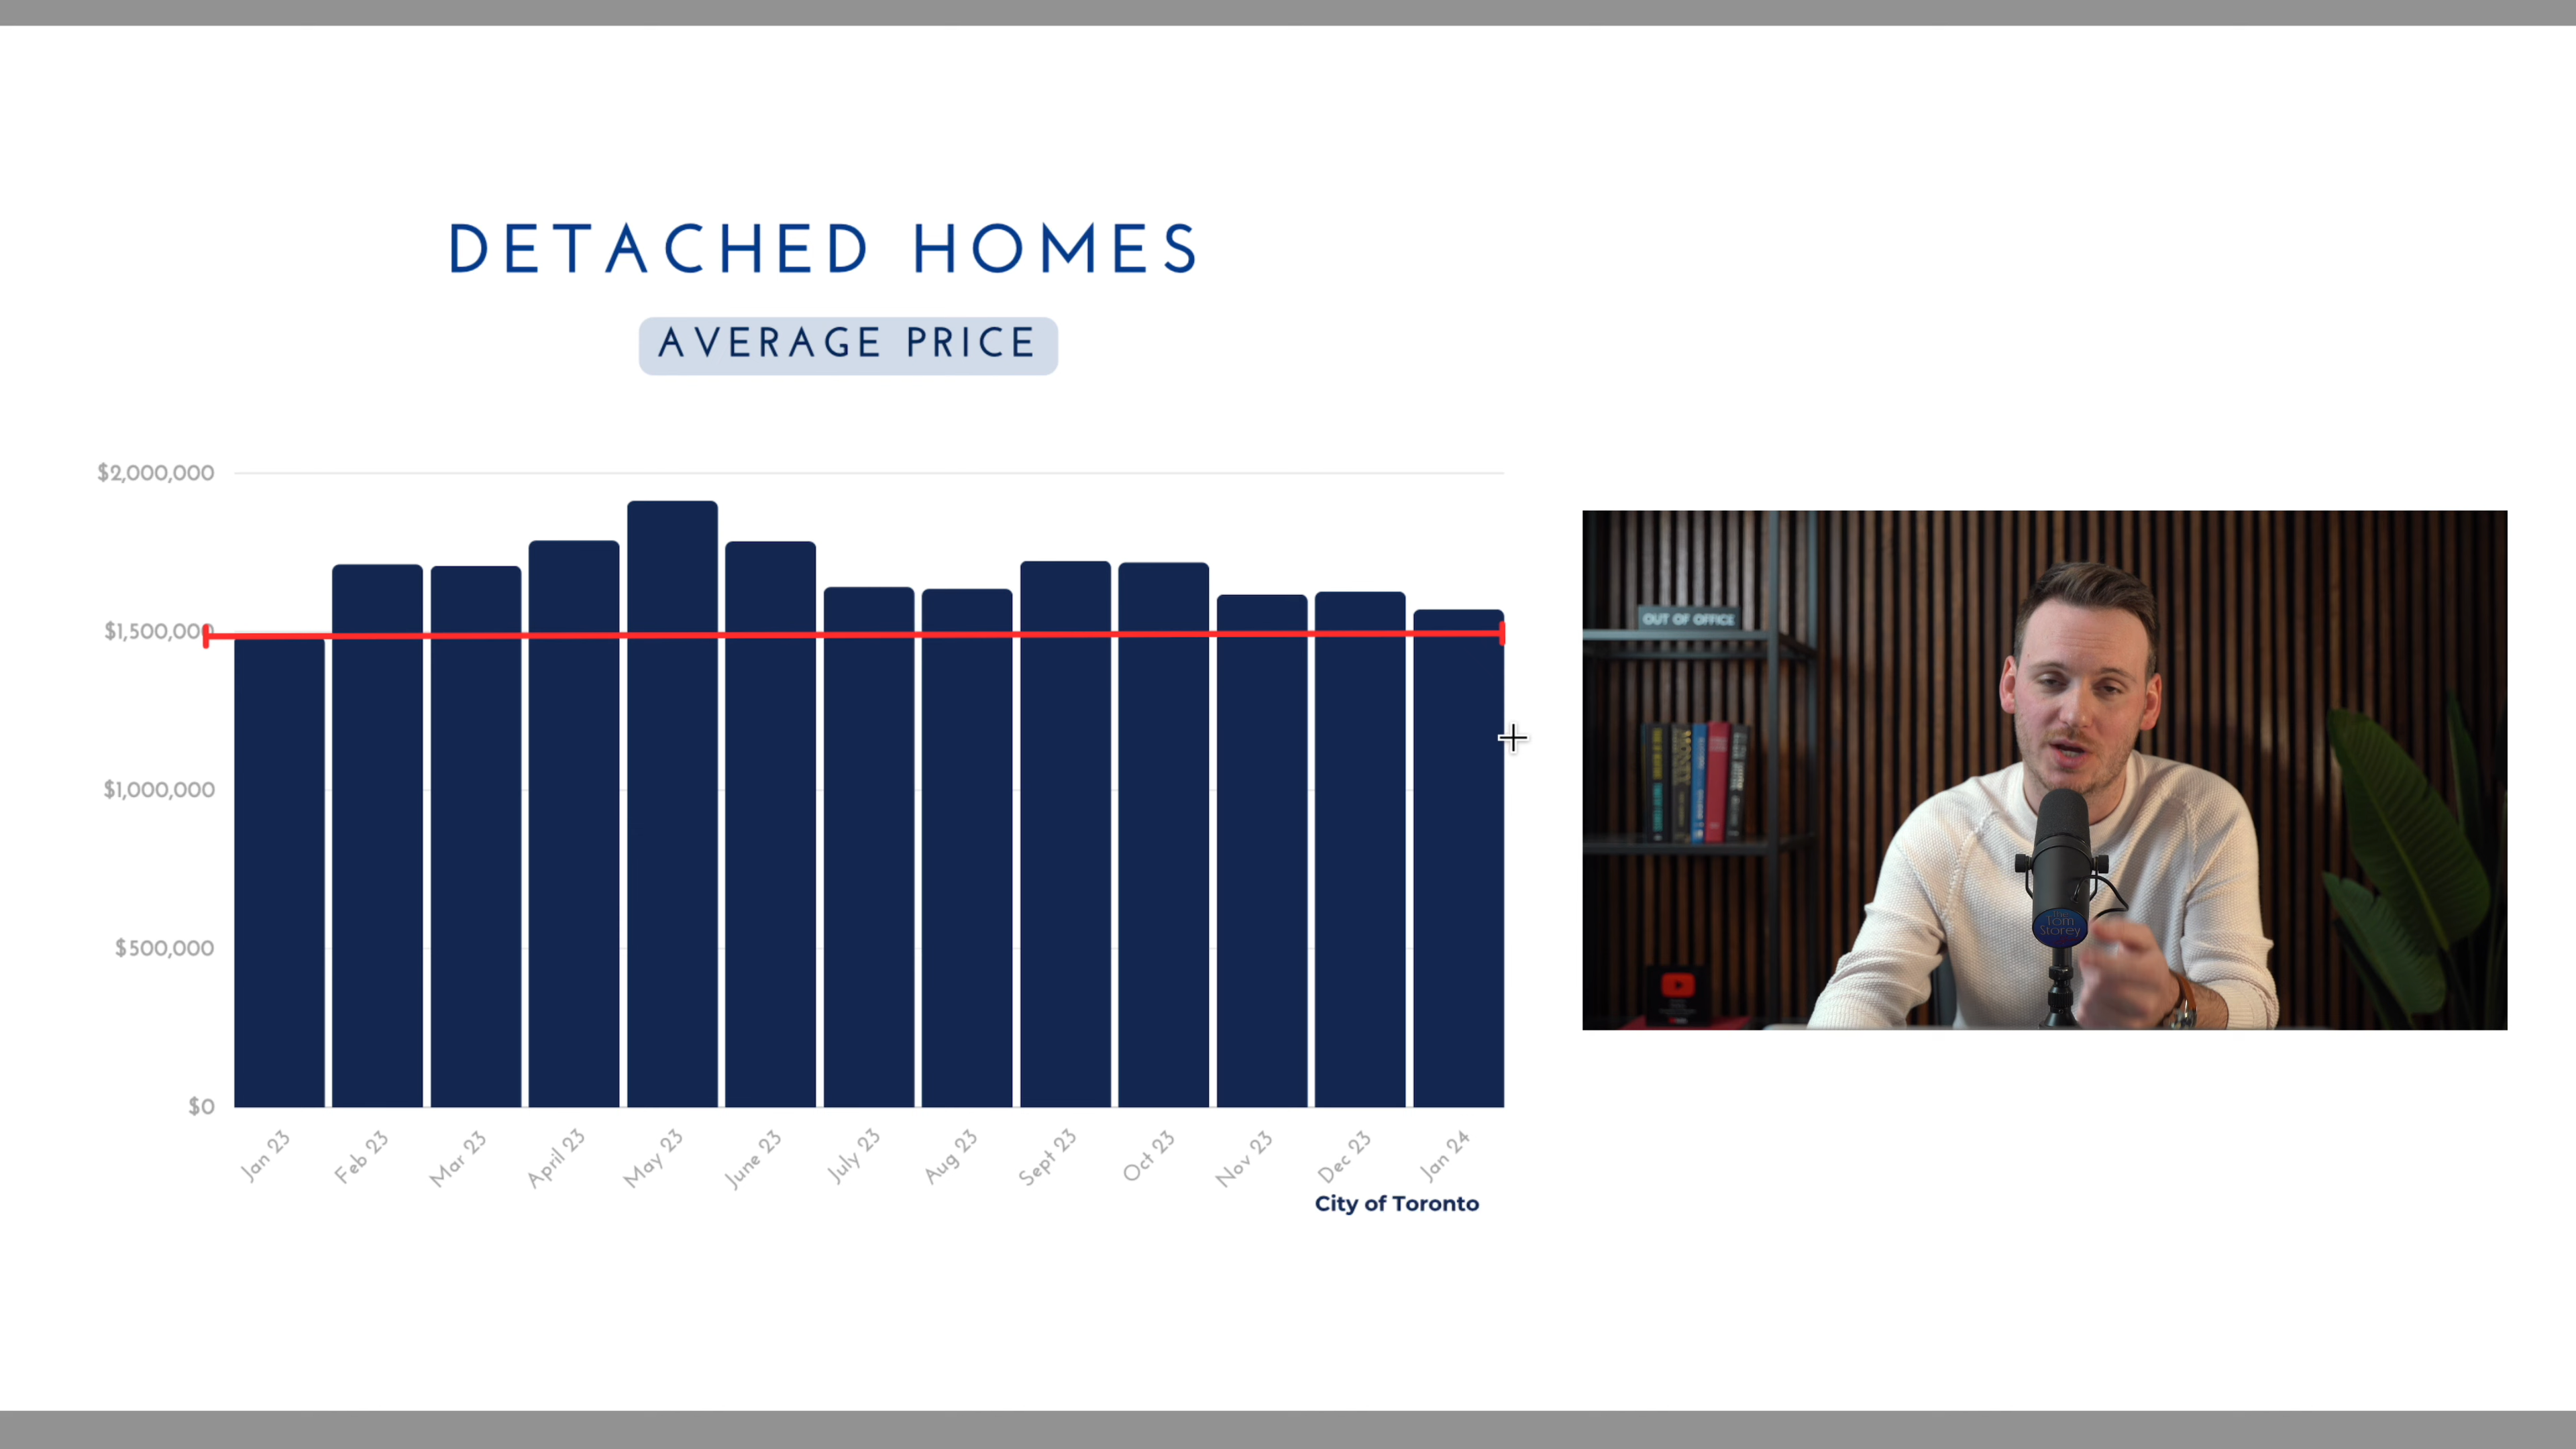 DETACHED HOMES
AVERAGE PRICE
$2,000,000
$1,500,000
$1,000,000
$500,000
$0
Jan 23
Feb 23
Mar 23
April 23
May 23
June 23
July 23
Aug 23
Sept 23
Oct 23
Nov 23
Dec 23
Jan 24
City of Toronto
OUT OF OFFICE
Tom
Storey